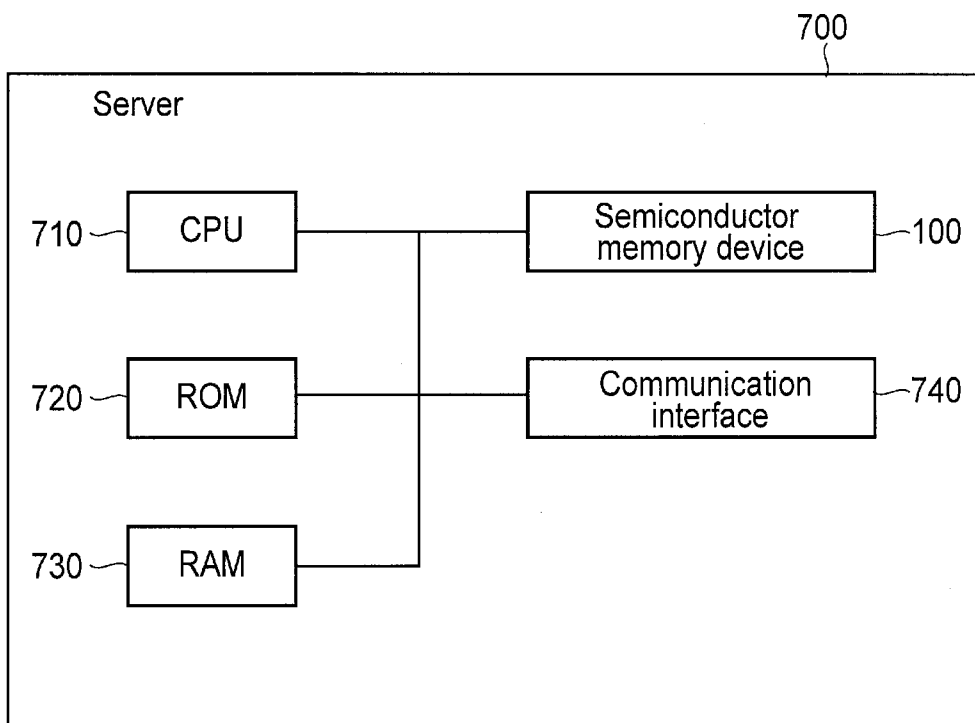 700
Server
710
CPU
Semiconductor
memory device
100
720
ROM
Communication
interface
740
730
RAM